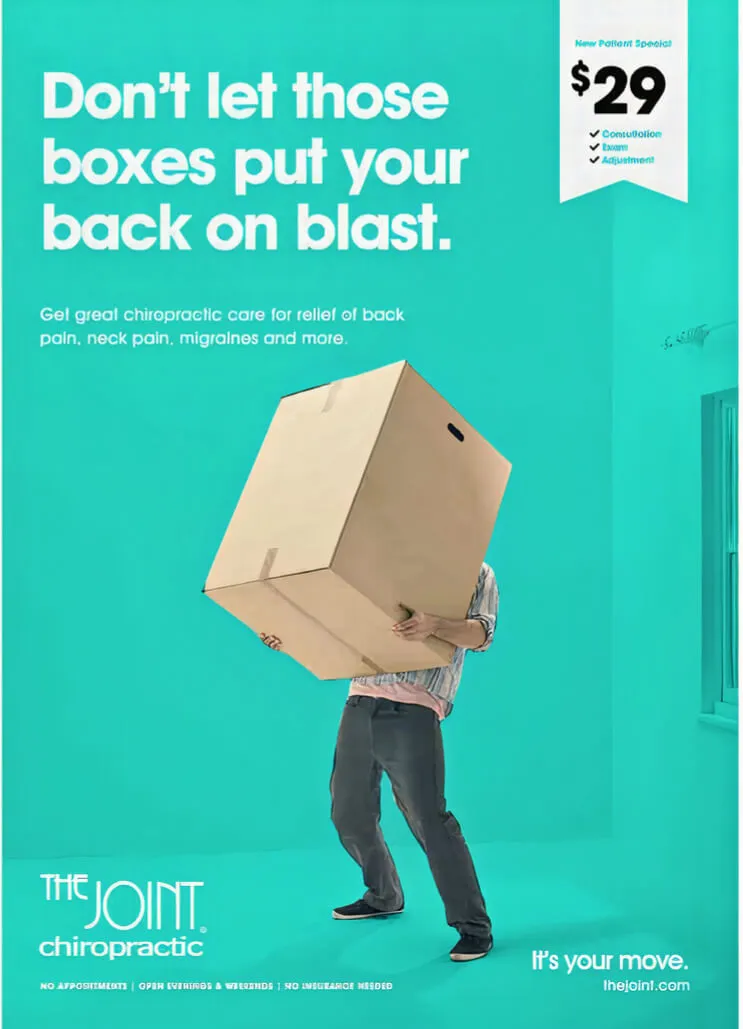 New Patient Special
$29
✓ Consultation
✓ Exam
✓ Adjustment
Don't let those
boxes put your
back on blast.
Get great chiropractic care for relief of back
pain, neck pain, migraines and more.
THE JOINT®
chiropractic
NO APPOINTMENTS | OPEN EVENINGS & WEEKENDS | NO INSURANCE NEEDED
It's your move.
thejoint.com